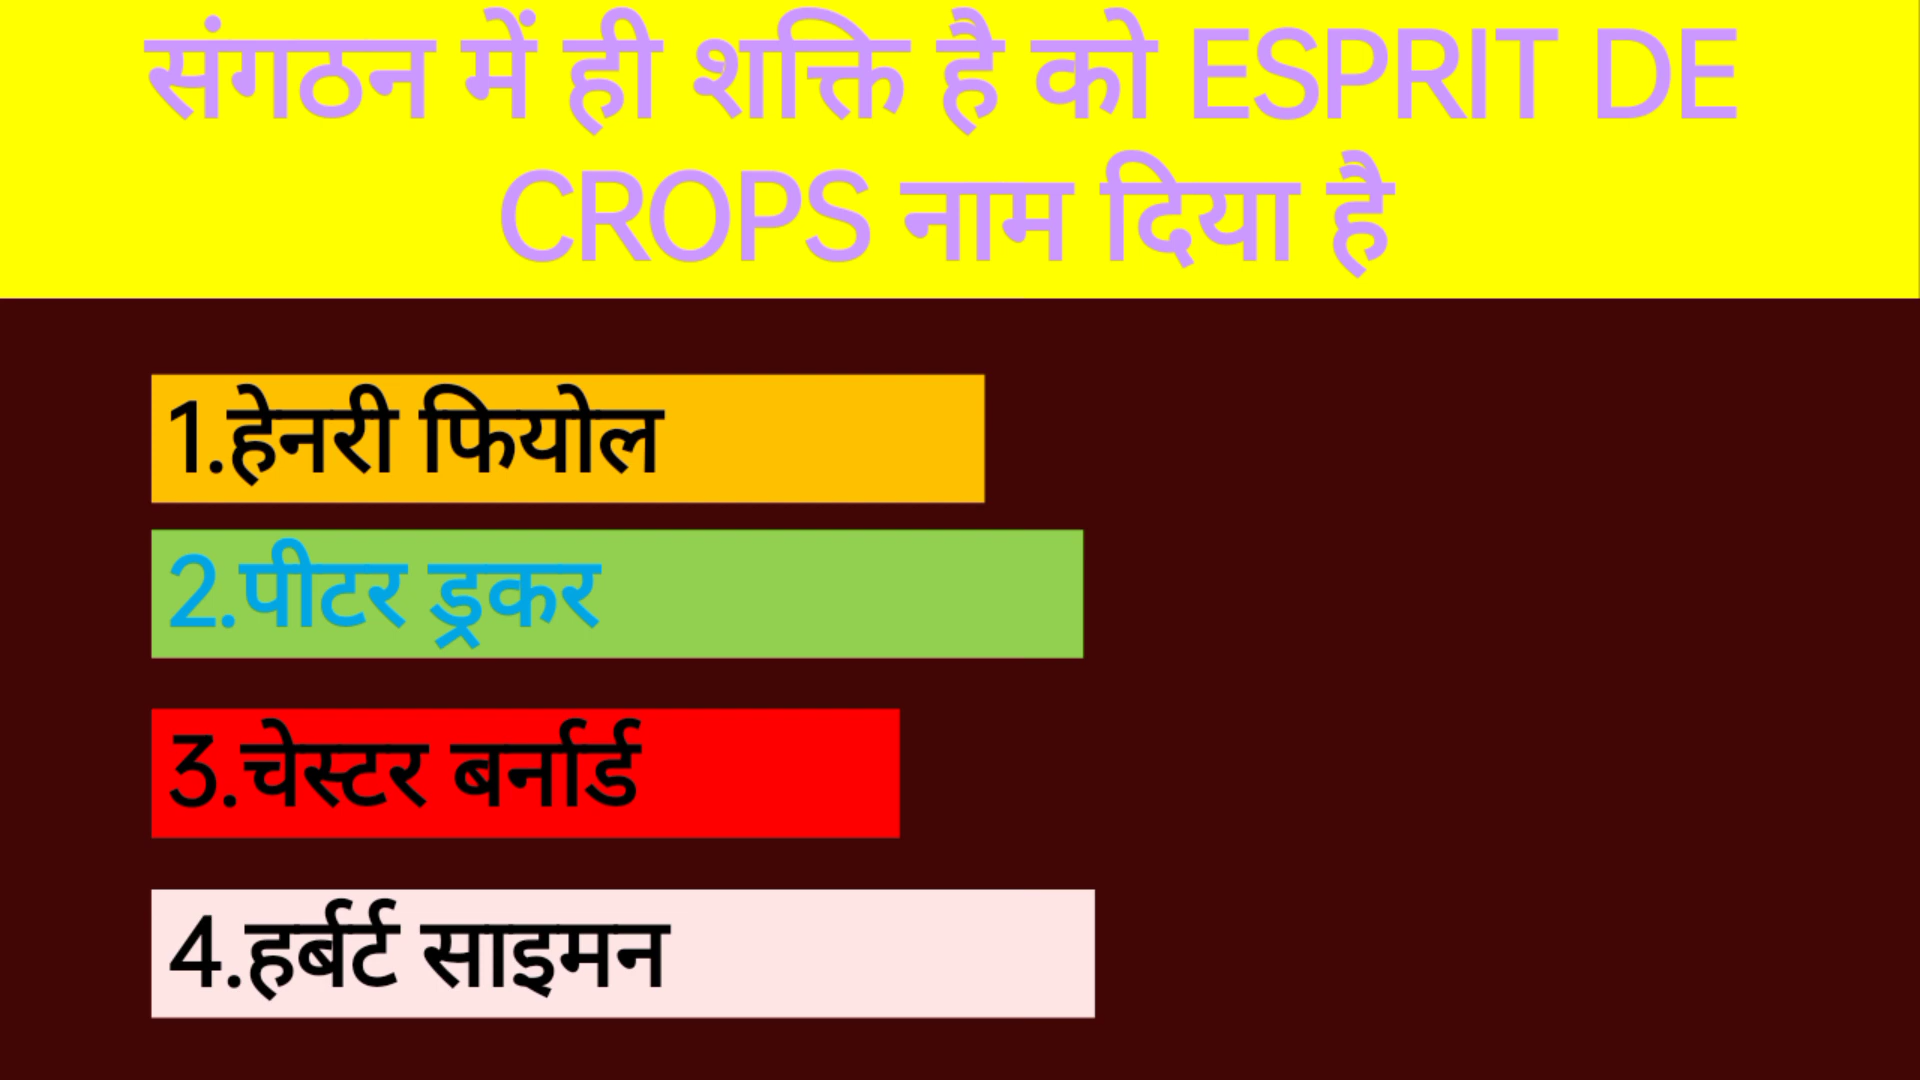 संगठन में ही शक्ति है को ESPRIT DE
CROPS नाम दिया है
1.हेनरी फियोल
2.पीटर ड्रकर
3.चेस्टर बर्नार्ड
4.हर्बर्ट साइमन